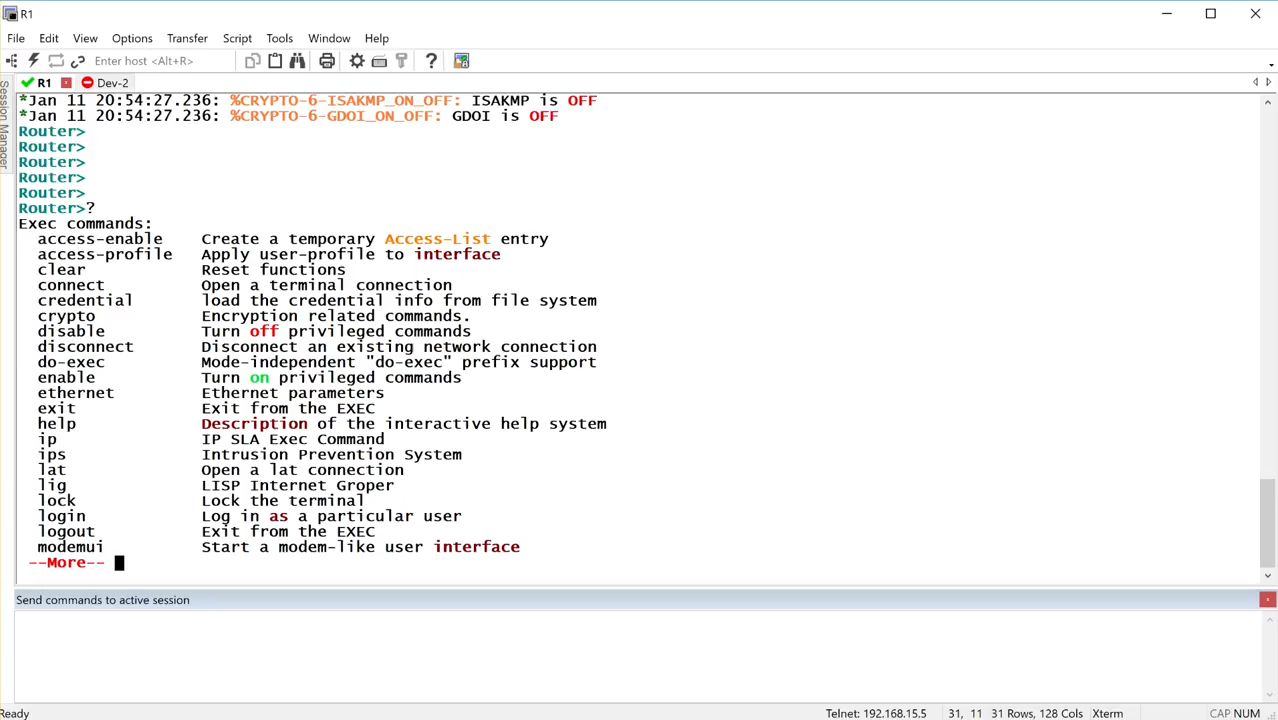 R1
File Edit View Options Transfer Script Tools Window Help
Enter host <Alt+R>
Session Manager
R1 Dev-2
*Jan 11 20:54:27.236: %CRYPTO-6-ISAKMP_ON_OFF: ISAKMP is OFF
*Jan 11 20:54:27.236: %CRYPTO-6-GDOI_ON_OFF: GDOI is OFF
Router>
Router>
Router>
Router>
Router>
Router>?
Exec commands:
access-enable Create a temporary Access-List entry
access-profile Apply user-profile to interface
clear Reset functions
connect Open a terminal connection
credential load the credential info from file system
crypto Encryption related commands.
disable Turn off privileged commands
disconnect Disconnect an existing network connection
do-exec Mode-independent "do-exec" prefix support
enable Turn on privileged commands
ethernet Ethernet parameters
exit Exit from the EXEC
help Description of the interactive help system
ip IP SLA Exec Command
ips Intrusion Prevention System
lat Open a lat connection
lig LISP Internet Groper
lock Lock the terminal
login Log in as a particular user
logout Exit from the EXEC
modemui Start a modem-like user interface
--More--
Send commands to active session
Ready Telnet: 192.168.15.5 31, 11 31 Rows, 128 Cols Xterm CAP NUM